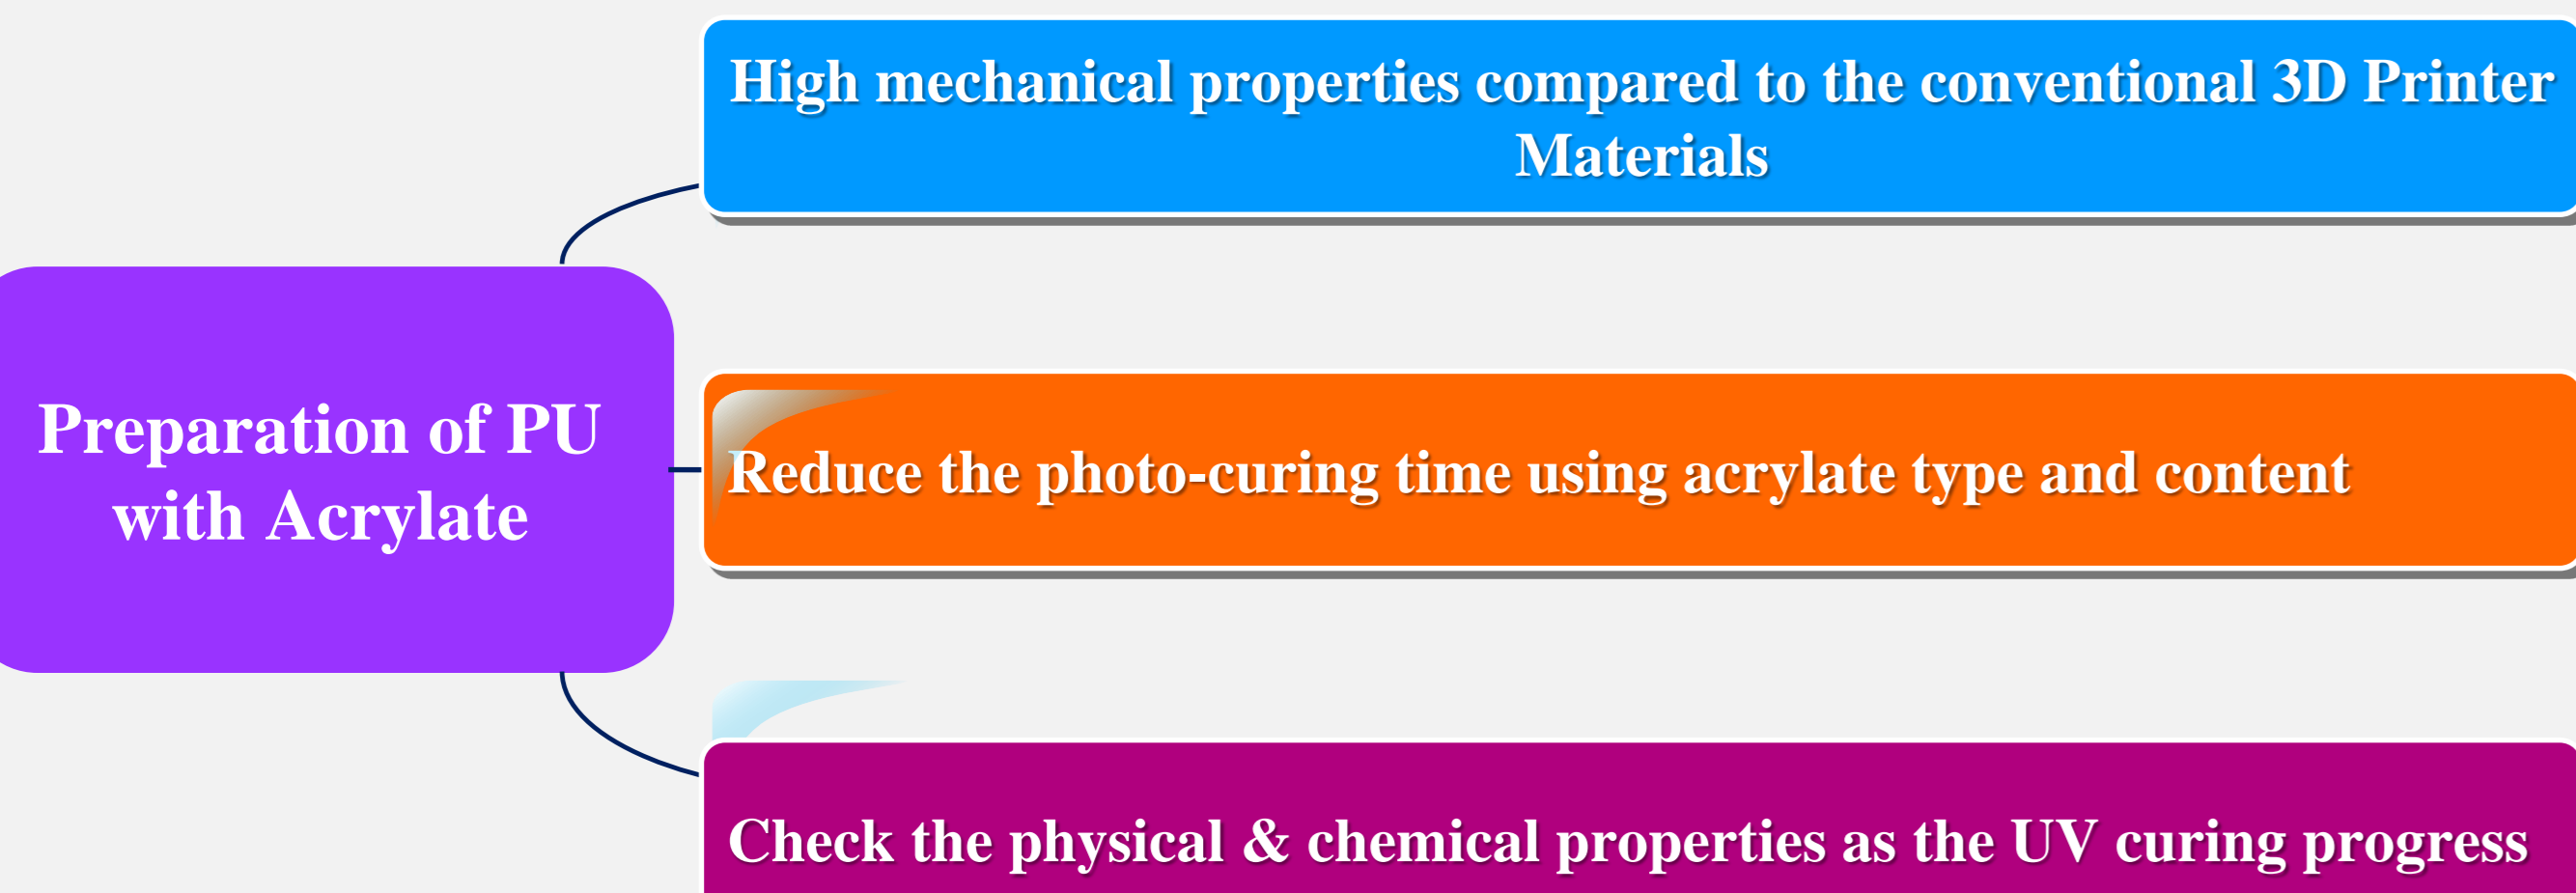 High mechanical properties compared to the conventional 3D Printer
Materials
Preparation of PU
with Acrylate
Reduce the photo-curing time using acrylate type and content
Check the physical & chemical properties as the UV curing progress